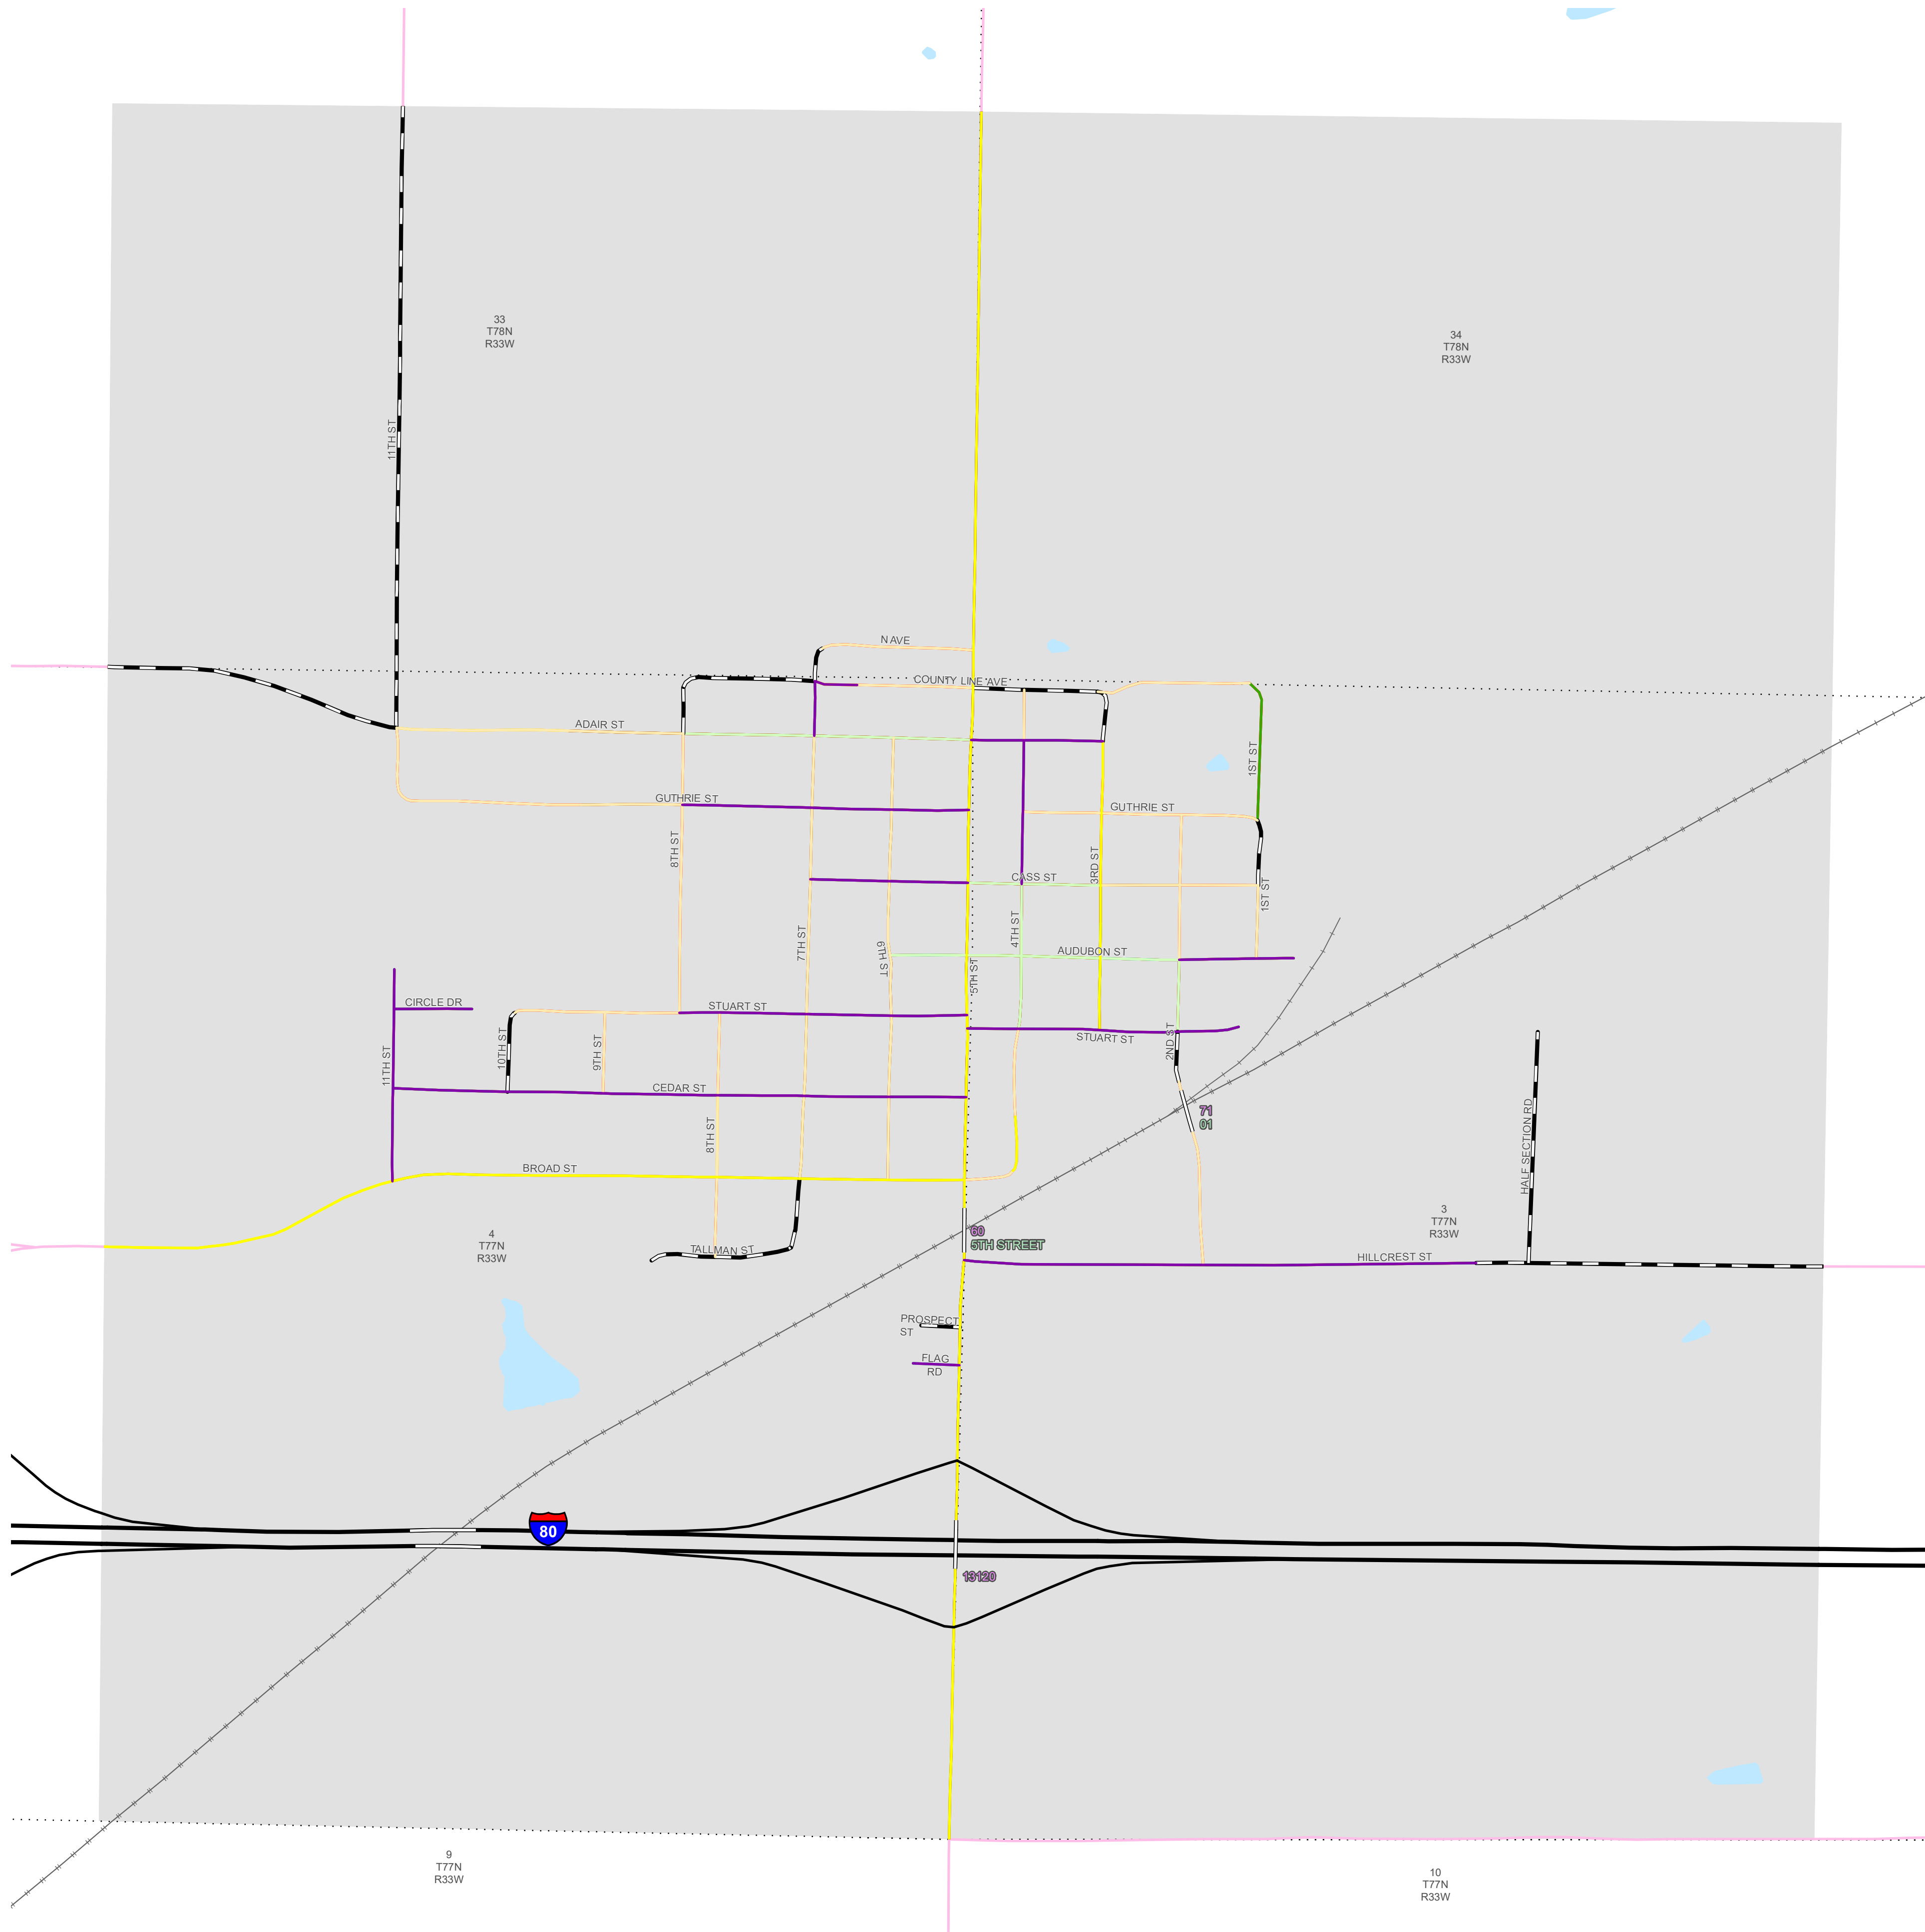 33
T78N
R33W
34
T78N
R33W
11TH ST
N AVE
COUNTY LINE AVE
ADAIR ST
1ST ST
GUTHRIE ST
GUTHRIE ST
8TH ST
3RD ST
CASS ST
1ST ST
7TH ST
6TH ST
4TH ST
AUDUBON ST
5TH ST
CIRCLE DR
STUART ST
STUART ST
2ND ST
10TH ST
9TH ST
11TH ST
CEDAR ST
71
01
8TH ST
HALF SECTION RD
BROAD ST
3
T77N
R33W
4
T77N
R33W
60
5TH STREET
TALLMAN ST
HILLCREST ST
PROSPECT
ST
FLAG
RD
80
13120
9
T77N
R33W
10
T77N
R33W